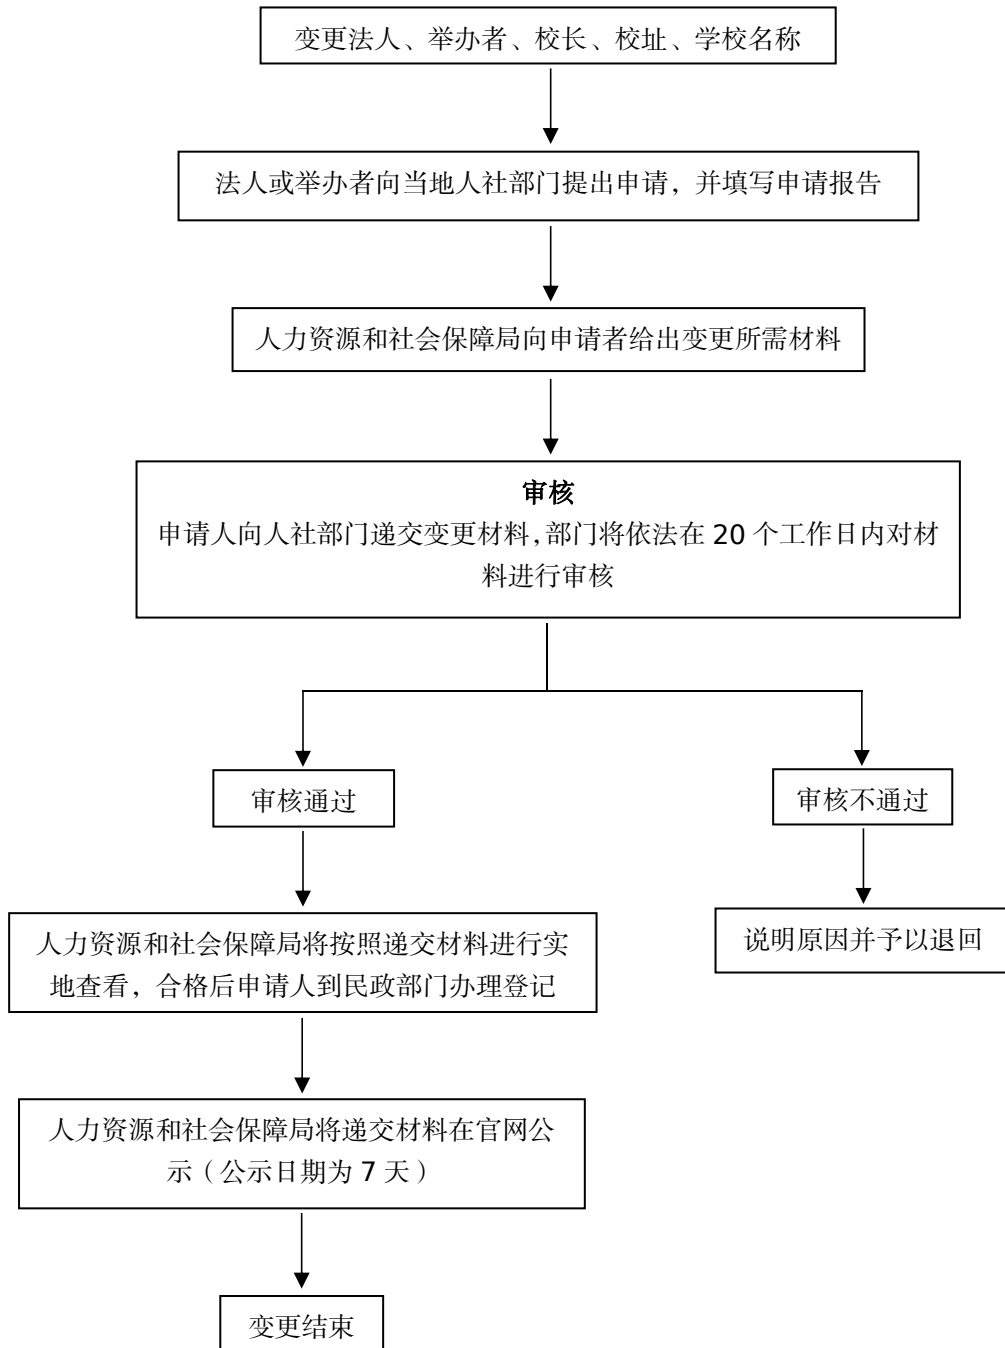 变更法人、举办者、校长、校址、学校名称
法人或举办者向当地人社部门提出申请，并填写申请报告
人力资源和社会保障局向申请者给出变更所需材料
审核
申请人向人社部门递交变更材料，部门将依法在 20 个工作日内对材
料进行审核
审核通过
审核不通过
人力资源和社会保障局将按照递交材料进行实
地查看，合格后申请人到民政部门办理登记
说明原因并予以退回
人力资源和社会保障局将递交材料在官网公
示（公示日期为 7 天）
变更结束